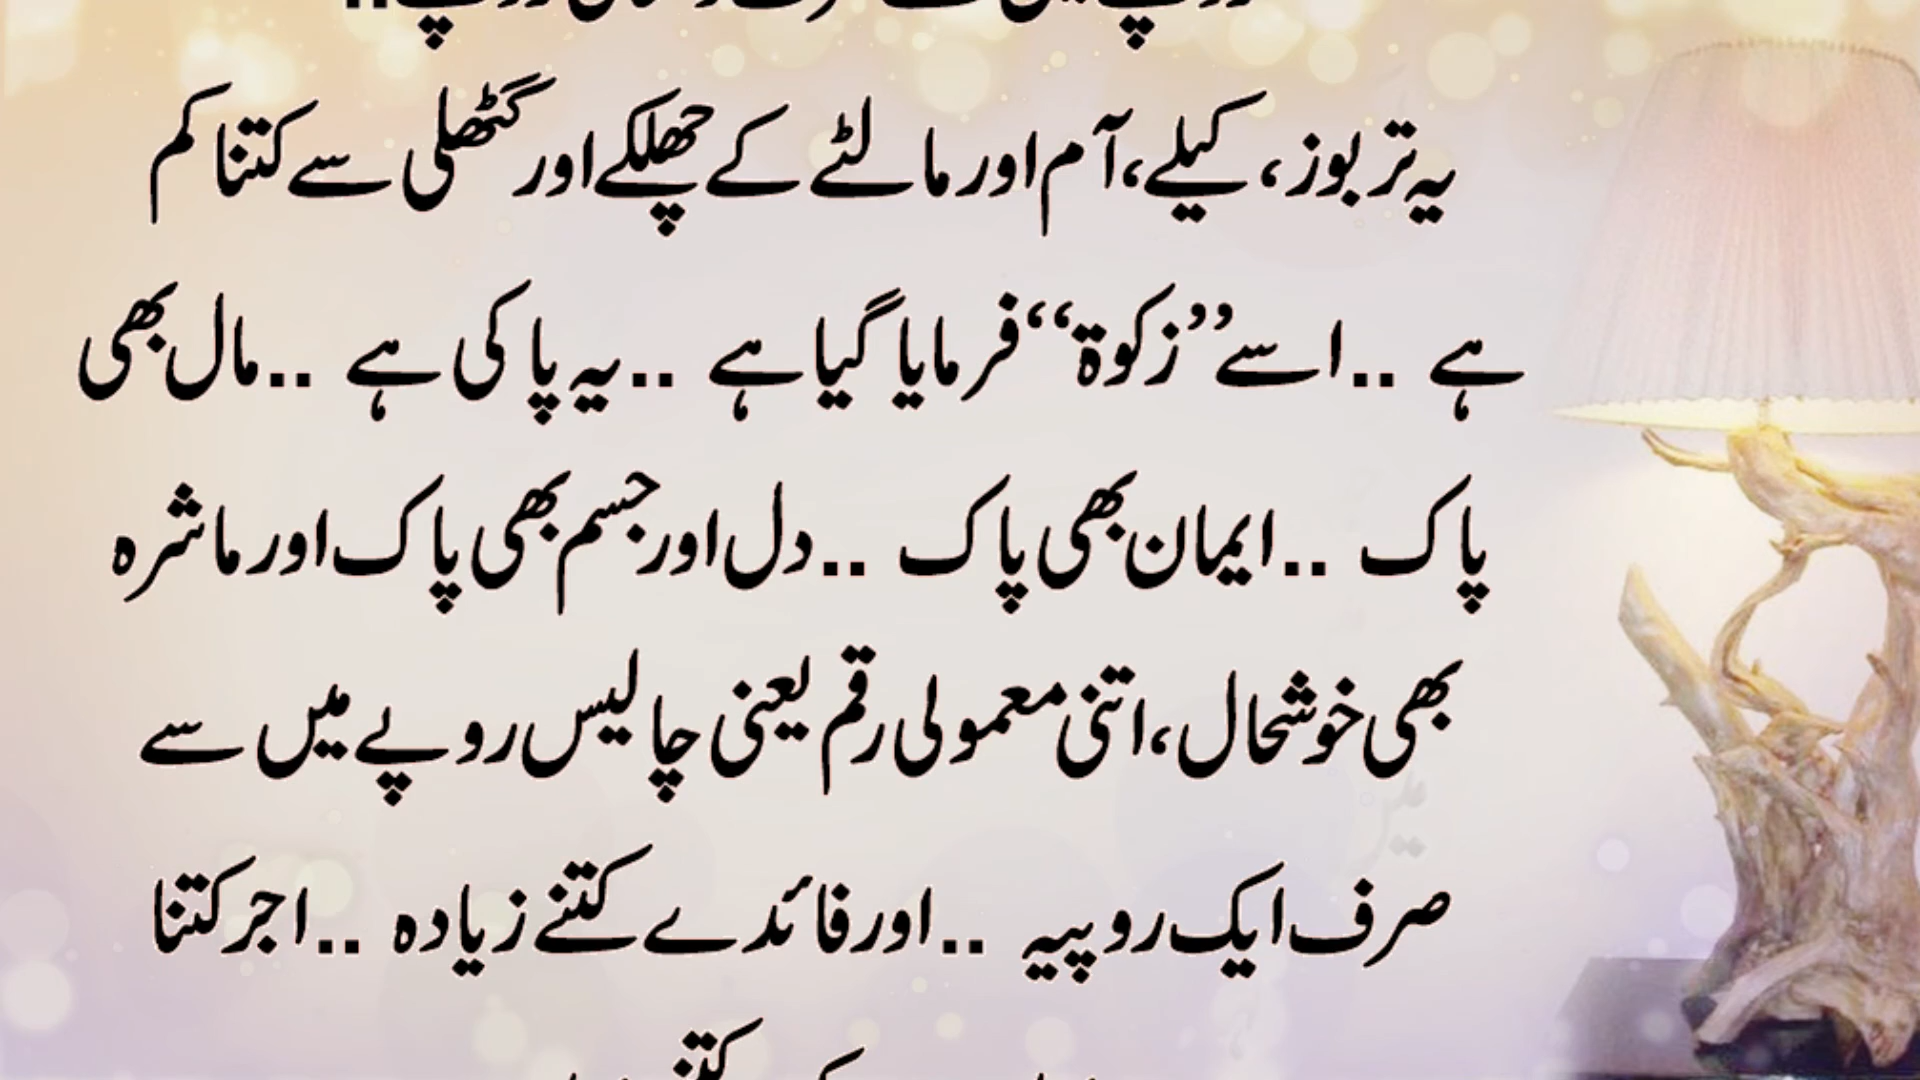 یہ تربوز، کیلے، آم اور مالٹے کے چھلکے اور گٹھلی سے کتنا کم
ہے ..اسے ’’زکوۃ‘‘ فرمایا گیا ہے ..یہ پاکی ہے ..مال بھی
پاک ..ایمان بھی پاک ..دل اور جسم بھی پاک اور ماشرہ
بھی خوشحال، اتنی معمولی رقم یعنی چالیس روپے میں سے
صرف ایک روپیہ ..اور فائدے کتنے زیادہ ..اجر کتنا